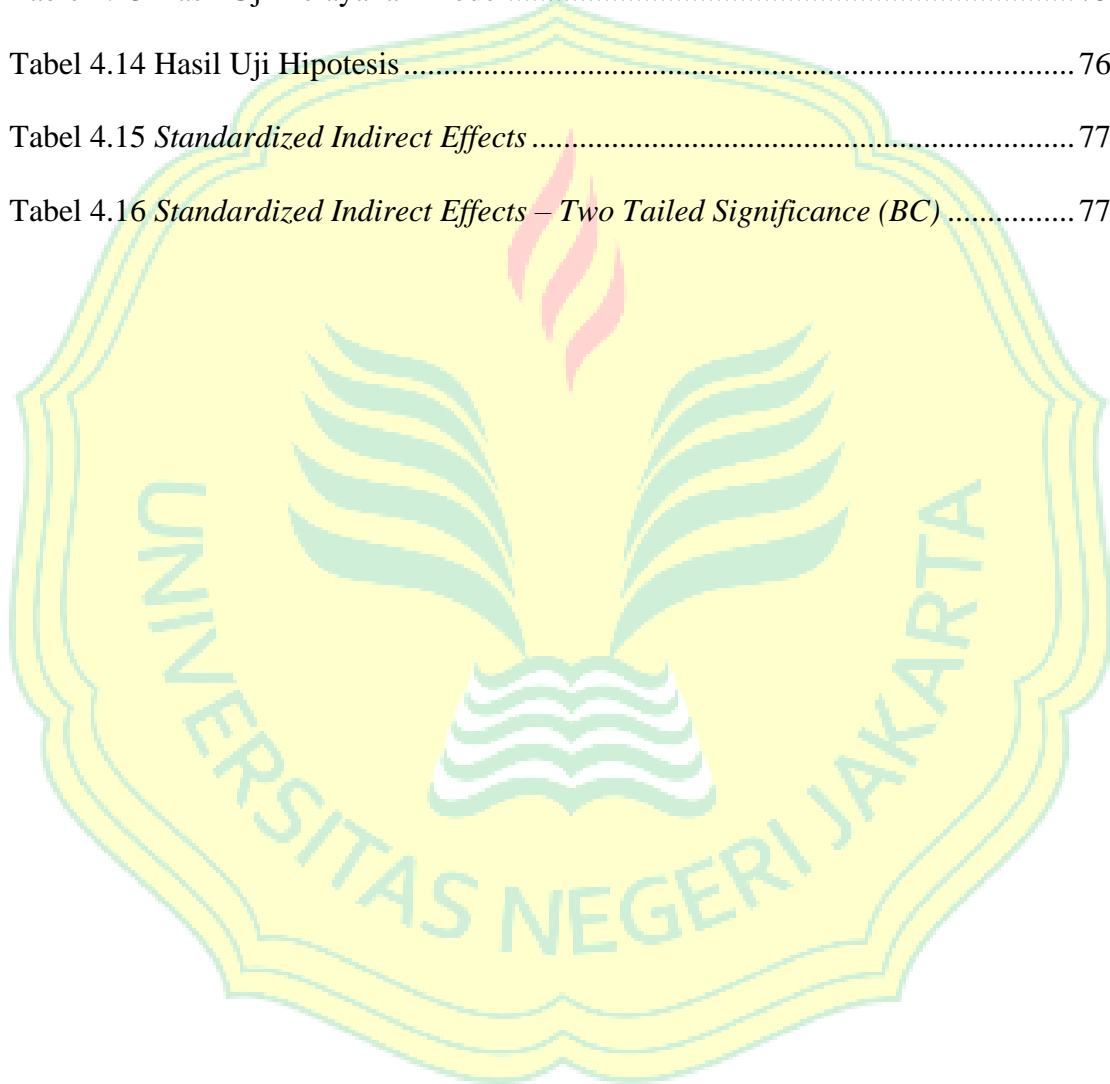 Tabel 4.14 Hasil Uji Hipotesis ........................................................................... 76
Tabel 4.15 Standardized Indirect Effects ............................................................. 77
Tabel 4.16 Standardized Indirect Effects – Two Tailed Significance (BC) ................ 77
UNIVERSITAS NEGERI JAKARTA